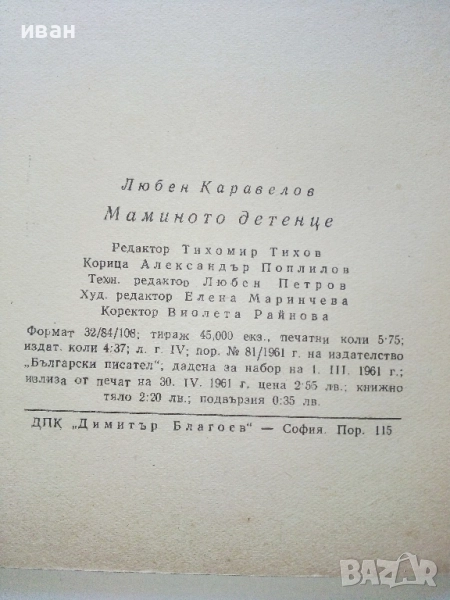 иван
Любен Каравелов
Маминото детенце
Редактор Тихомир Тихов
Корица Александър Поплилов
Техн. редактор Любен Петров
Худ. редактор Елена Маринчева
Коректор Виолета Райнова
Формат 32/84/108; тираж 45,000 екз., печатни коли 5·75;
издат. коли 4·37; л. г. IV; пор. № 81/1961 г. на издателство
„Български писател“; дадена за набор на 1. III. 1961 г.;
излиза от печат на 30. IV. 1961 г, цена 2·55 лв.; книжно
тяло 2·20 лв.; подвързия 0·35 лв.
ДПК „Димитър Благоев“ — София. Пор. 115
BAZAR
bg